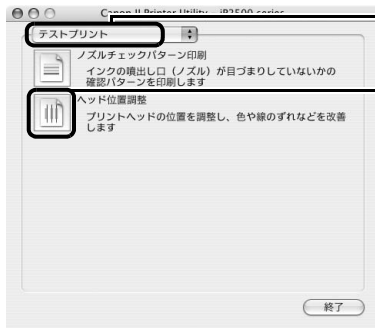 Canon IJ Printer Utility – iP2500 series
テストプリント
ノズルチェックパターン印刷
インクの噴出し口（ノズル）が目づまりしていないかの
確認パターンを印刷します
ヘッド位置調整
プリントヘッドの位置を調整し、色や線のずれなどを改善
します
終了